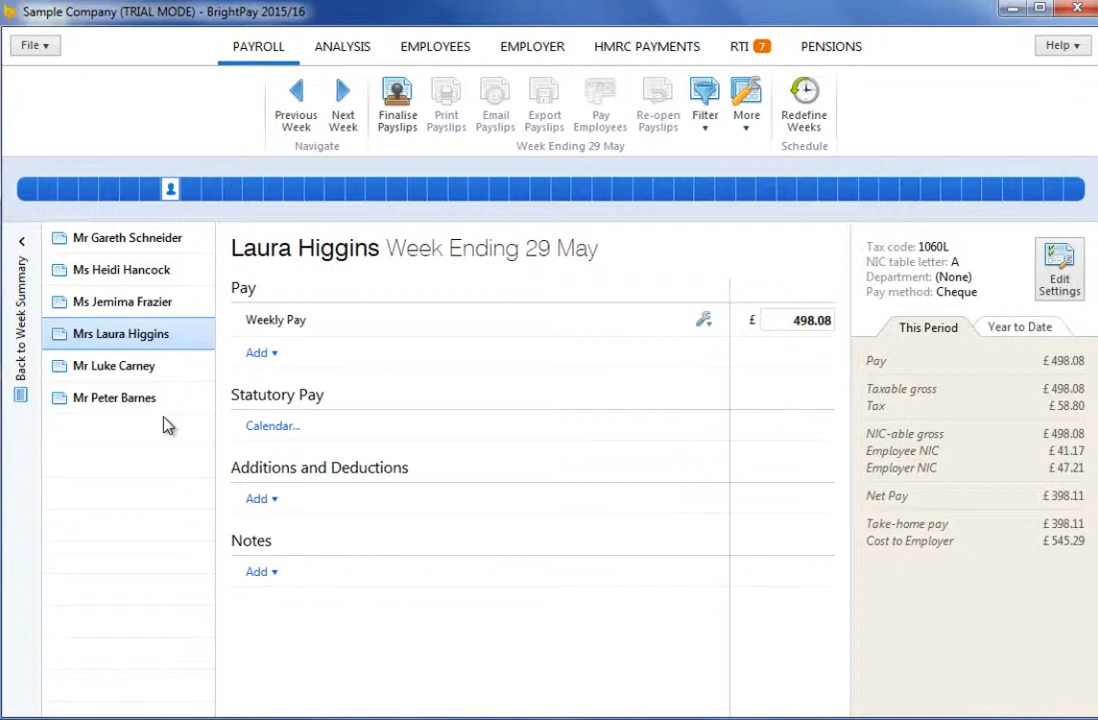 Sample Company (TRIAL MODE) - BrightPay 2015/16
File
PAYROLL
ANALYSIS
EMPLOYEES
EMPLOYER
HMRC PAYMENTS
RTI 7
PENSIONS
Help
Previous Week
Next Week
Finalise Payslips
Print Payslips
Email Payslips
Export Payslips
Pay Employees
Re-open Payslips
Filter
More
Redefine Weeks
Navigate
Week Ending 29 May
Schedule
Back to Week Summary
Mr Gareth Schneider
Ms Heidi Hancock
Ms Jemima Frazier
Mrs Laura Higgins
Mr Luke Carney
Mr Peter Barnes
Laura Higgins Week Ending 29 May
Pay
Weekly Pay £ 498.08
Add
Statutory Pay
Calendar...
Additions and Deductions
Add
Notes
Add
Tax code: 1060L
NIC table letter: A
Department: (None)
Pay method: Cheque
Edit Settings
This Period
Year to Date
Pay £ 498.08
Taxable gross £ 498.08
Tax £ 58.80
NIC-able gross £ 498.08
Employee NIC £ 41.17
Employer NIC £ 47.21
Net Pay £ 398.11
Take-home pay £ 398.11
Cost to Employer £ 545.29